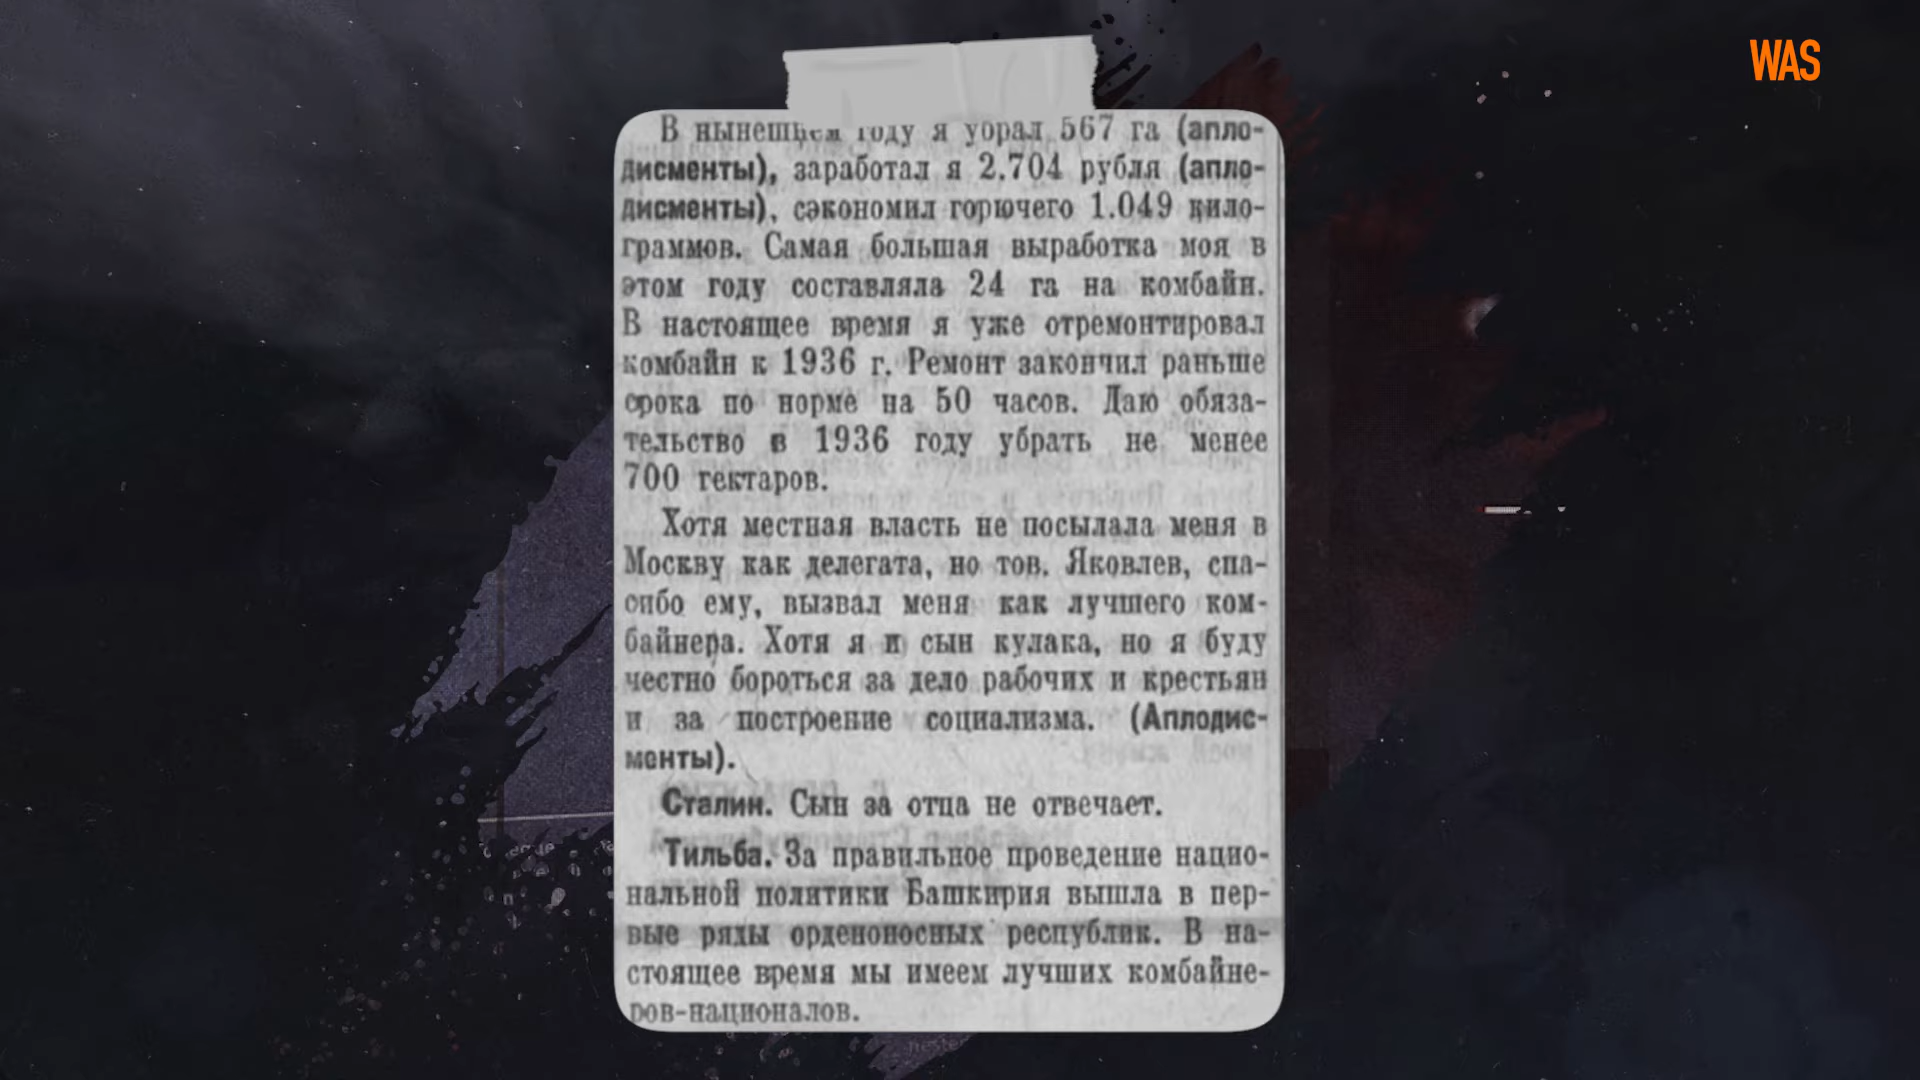 WAS
В нынешнем году я убрал 567 га (апло-
дисменты), заработал я 2.704 рубля (апло-
дисменты), сэкономил горючего 1.049 кило-
граммов. Самая большая выработка моя в
этом году составляла 24 га на комбайн.
В настоящее время я уже отремонтировал
комбайн к 1936 г. Ремонт закончил раньше
срока по норме на 50 часов. Даю обяза-
тельство в 1936 году убрать не менее
700 гектаров.
Хотя местная власть не посылала меня в
Москву как делегата, но тов. Яковлев, спа-
сибо ему, вызвал меня как лучшего ком-
байнера. Хотя я и сын кулака, но я буду
честно бороться за дело рабочих и крестьян
и за построение социализма. (Аплодис-
менты).
Сталин. Сын за отца не отвечает.
Тильба. За правильное проведение нацио-
нальной политики Башкирия вышла в пер-
вые ряды орденоносных республик. В на-
стоящее время мы имеем лучших комбайне-
ров-националов.